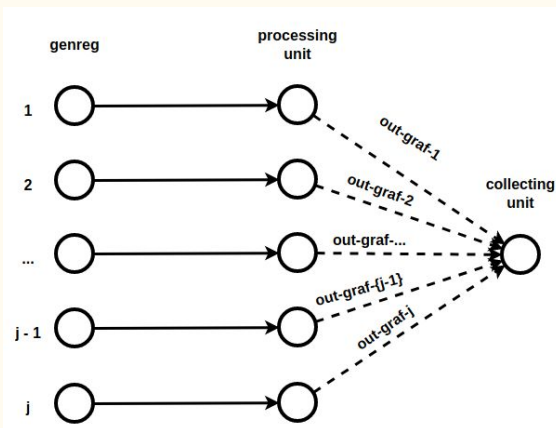 genreg
processing
unit
1
out-graf-1
2
out-graf-2
collecting
unit
...
out-graf-...
j - 1
out-graf-{j-1}
j
out-graf-j